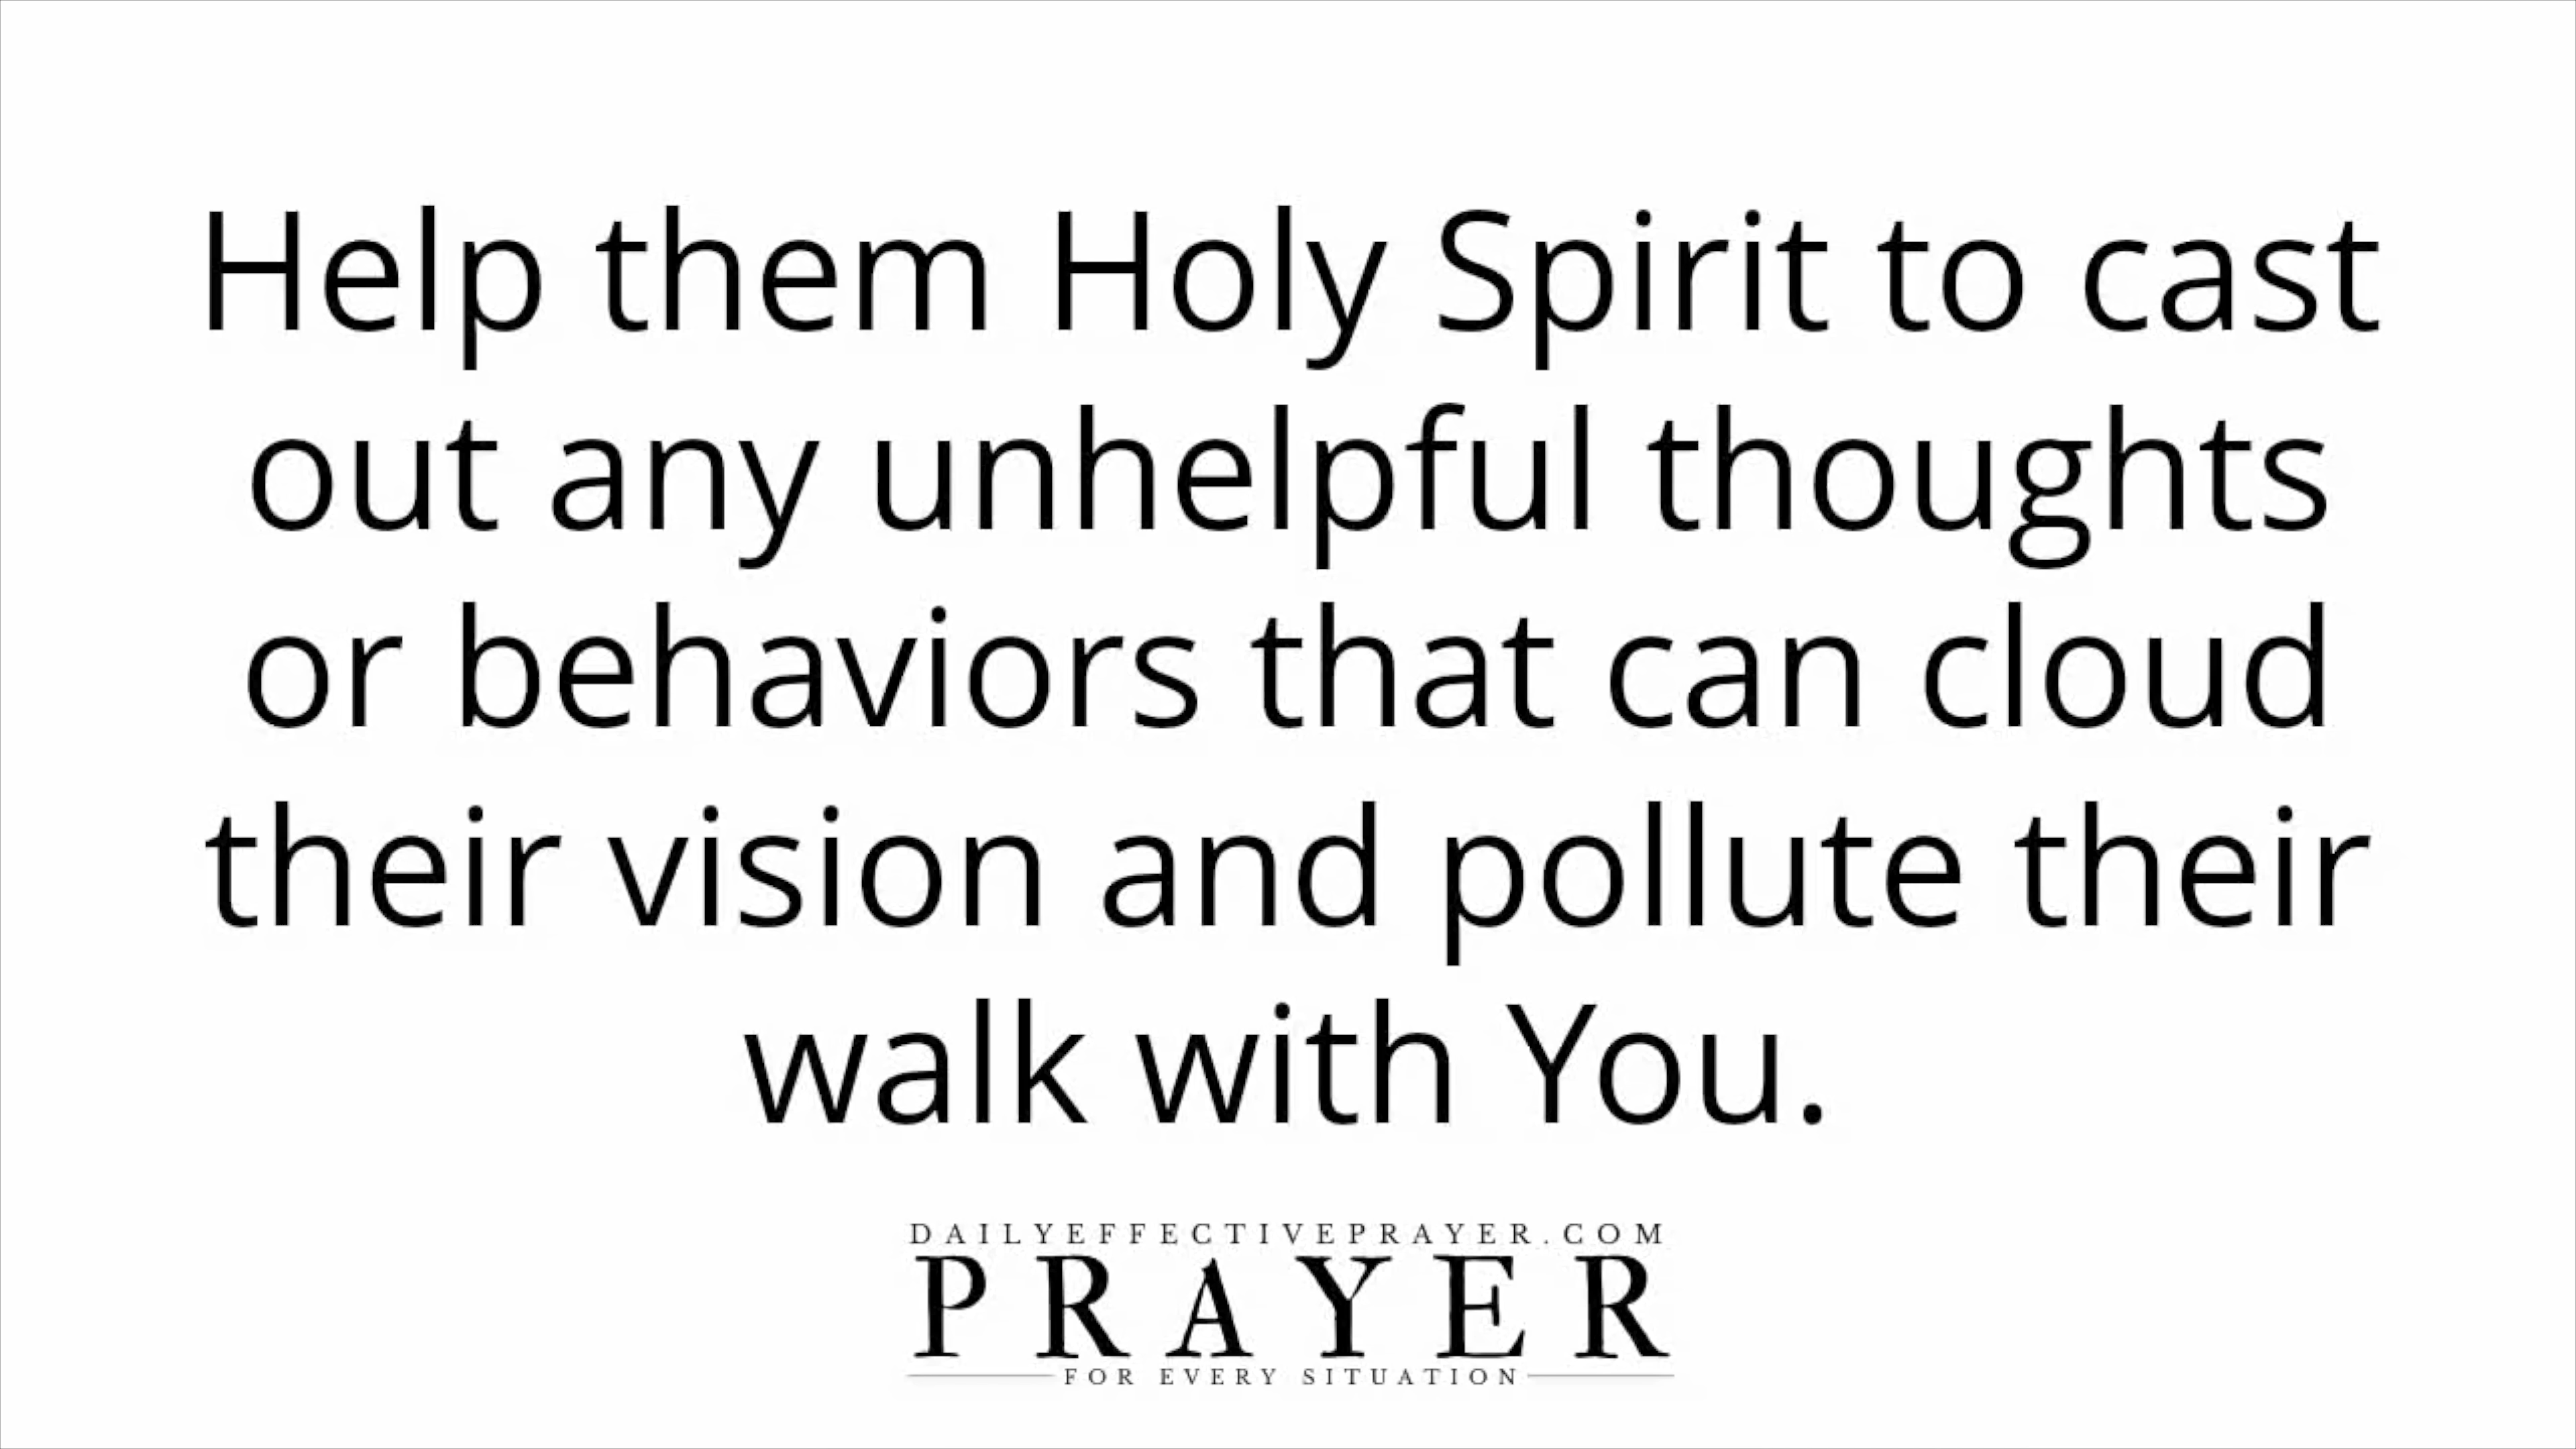 Help them Holy Spirit to cast
out any unhelpful thoughts
or behaviors that can cloud
their vision and pollute their
walk with You.
DAILYEFFECTIVEPRAYER.COM
PRAYER
FOR EVERY SITUATION